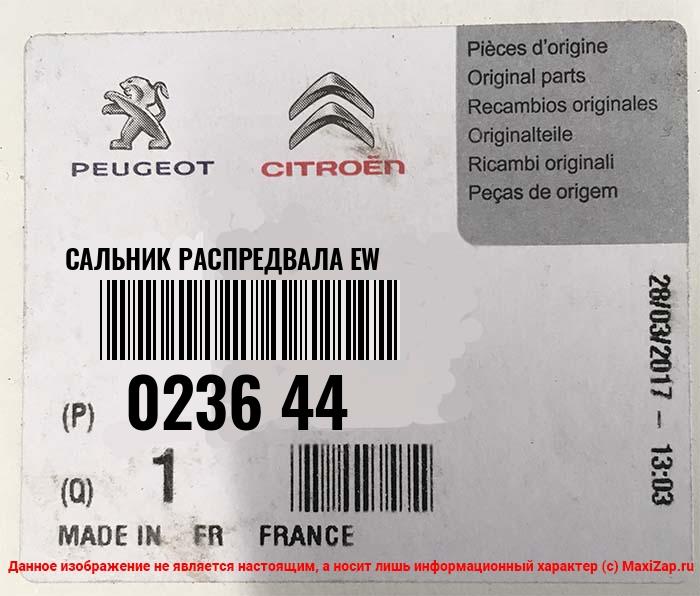 Pièces d'origine
Original parts
Recambios originales
Originalteile
Ricambi originali
Peças de origem
PEUGEOT
CITROËN
САЛЬНИК РАСПРЕДВАЛА EW
(P) 0236 44
(Q) 1
MADE IN FR FRANCE
28/03/2017 - 13:03
Данное изображение не является настоящим, а носит лишь информационный характер (c) MaxiZap.ru